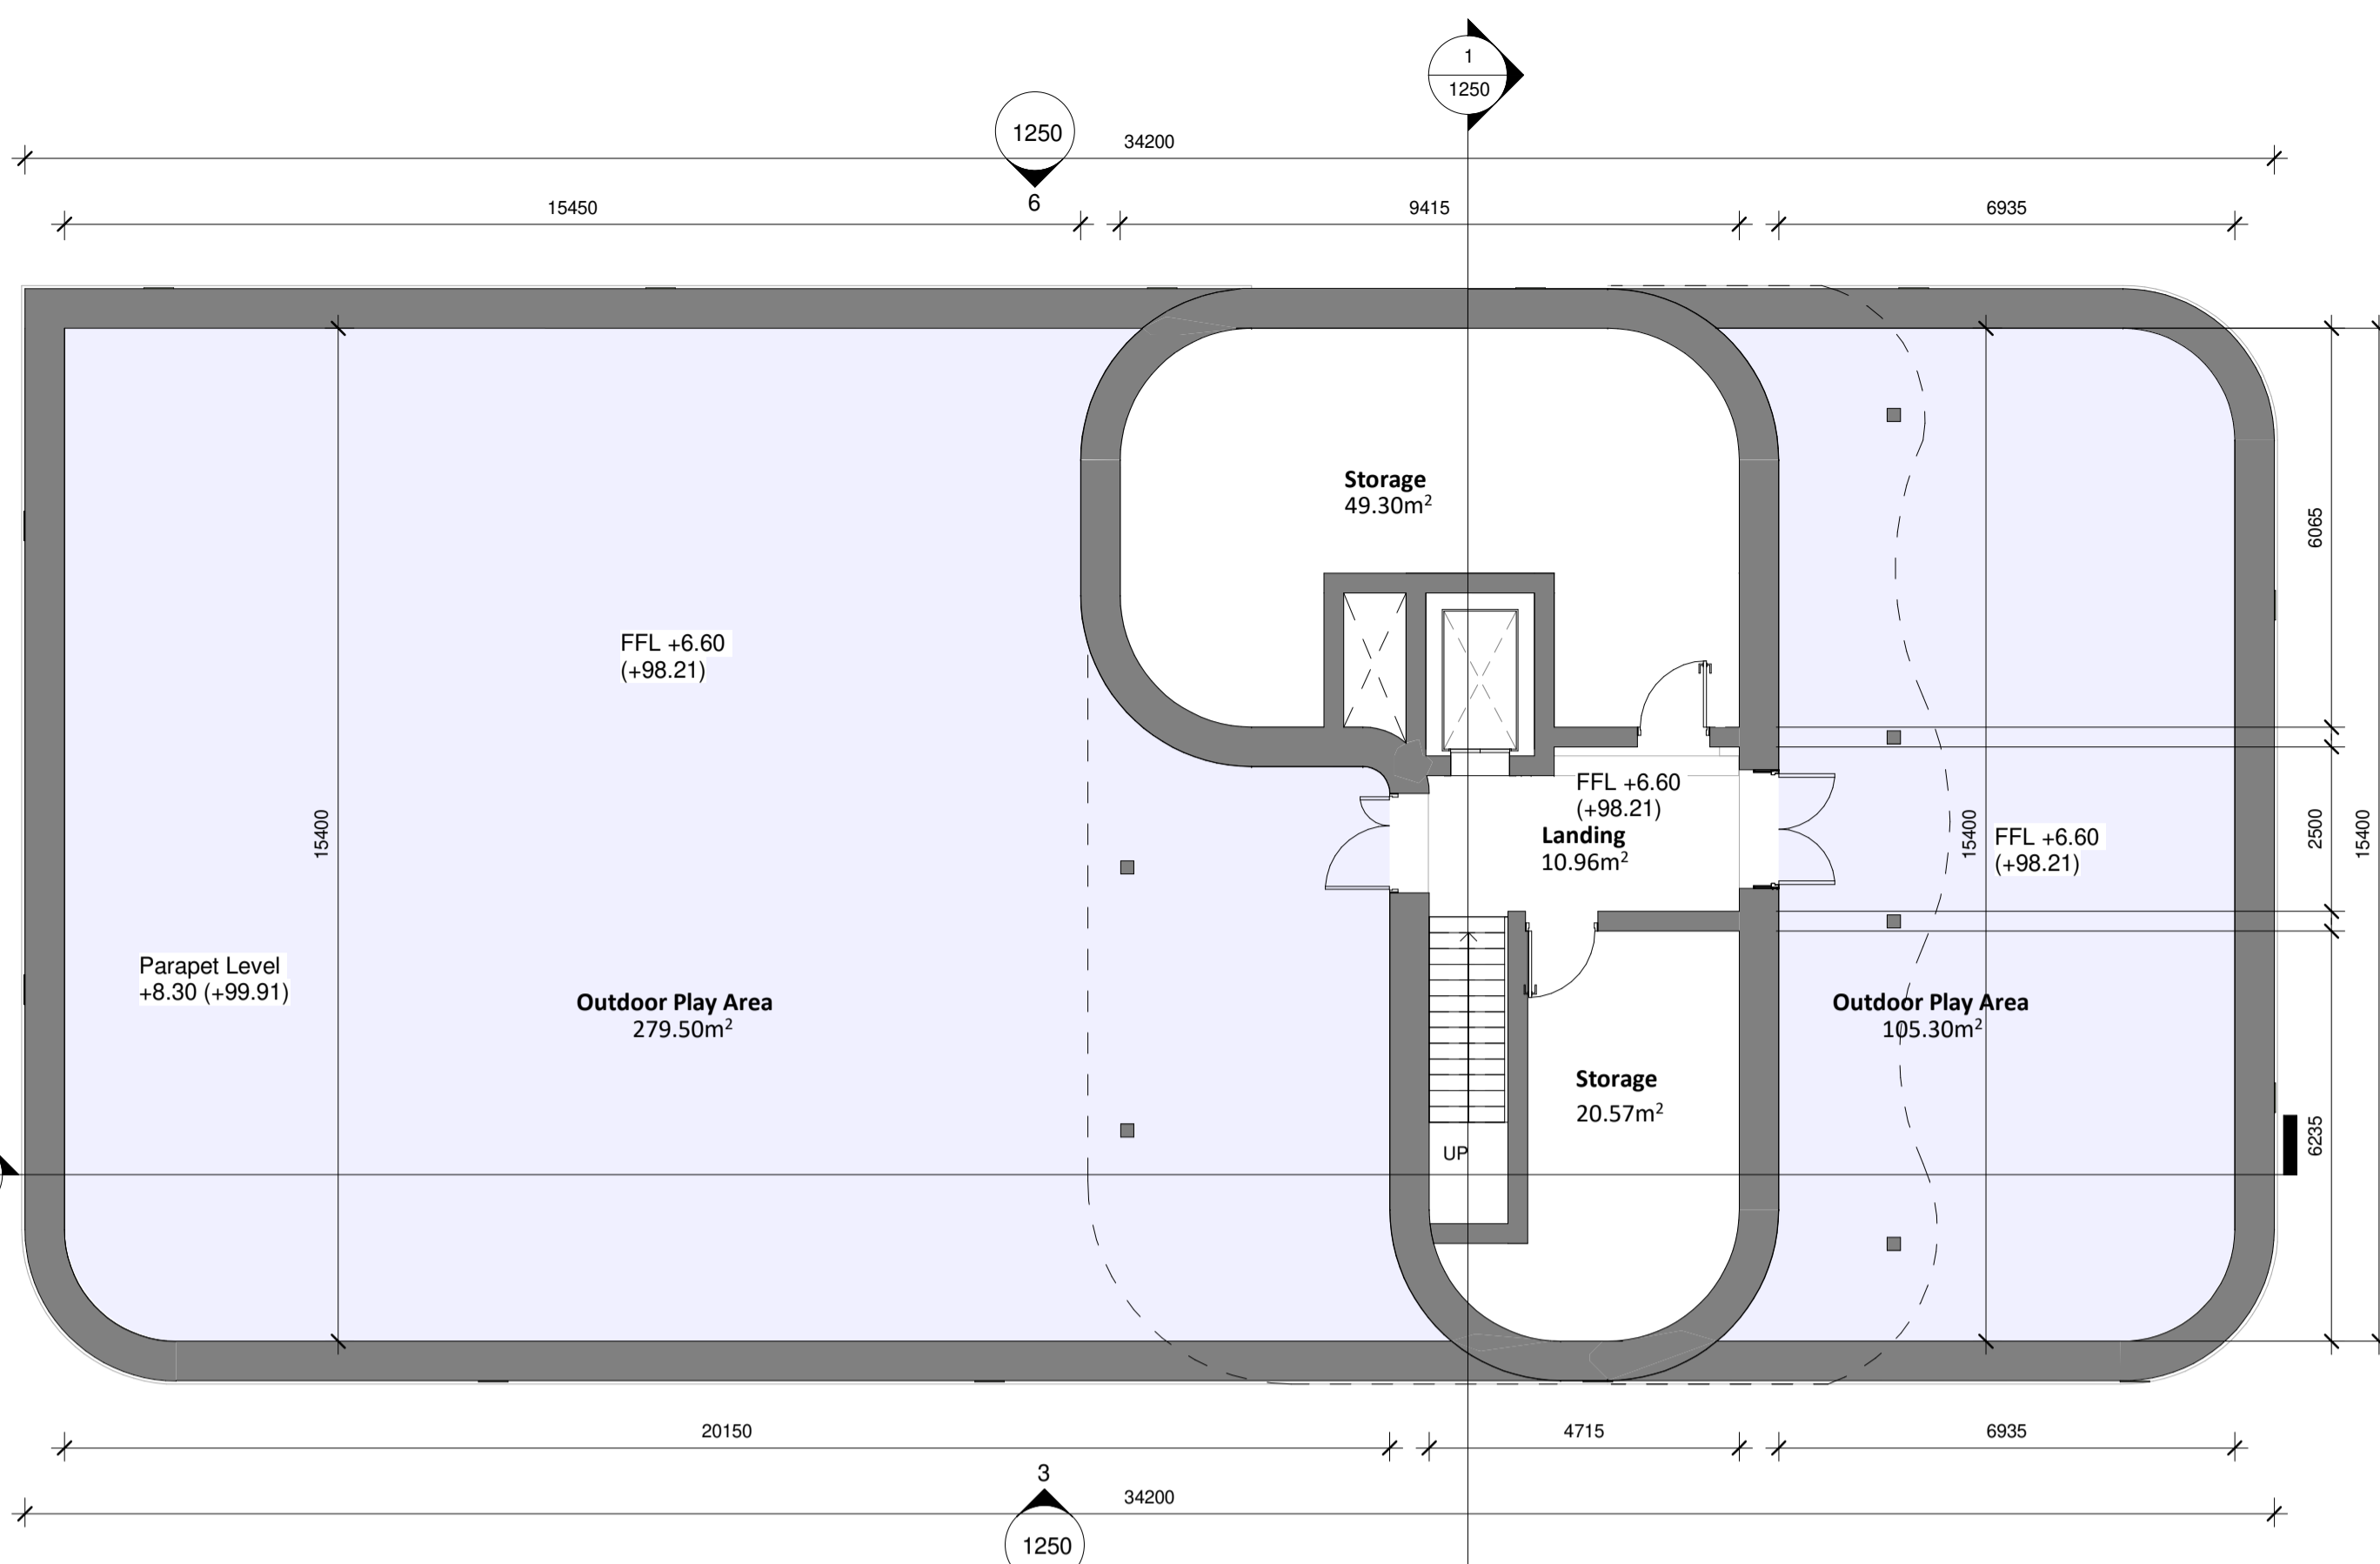 1
1250
1250
6
34200
15450
9415
6935
Storage
49.30m²
6065
FFL +6.60
(+98.21)
FFL +6.60
(+98.21)
Landing
10.96m²
15400
15400
FFL +6.60
(+98.21)
2500
15400
Parapet Level
+8.30 (+99.91)
Outdoor Play Area
279.50m²
Outdoor Play Area
105.30m²
Storage
20.57m²
UP
6235
20150
4715
6935
3
34200
1250